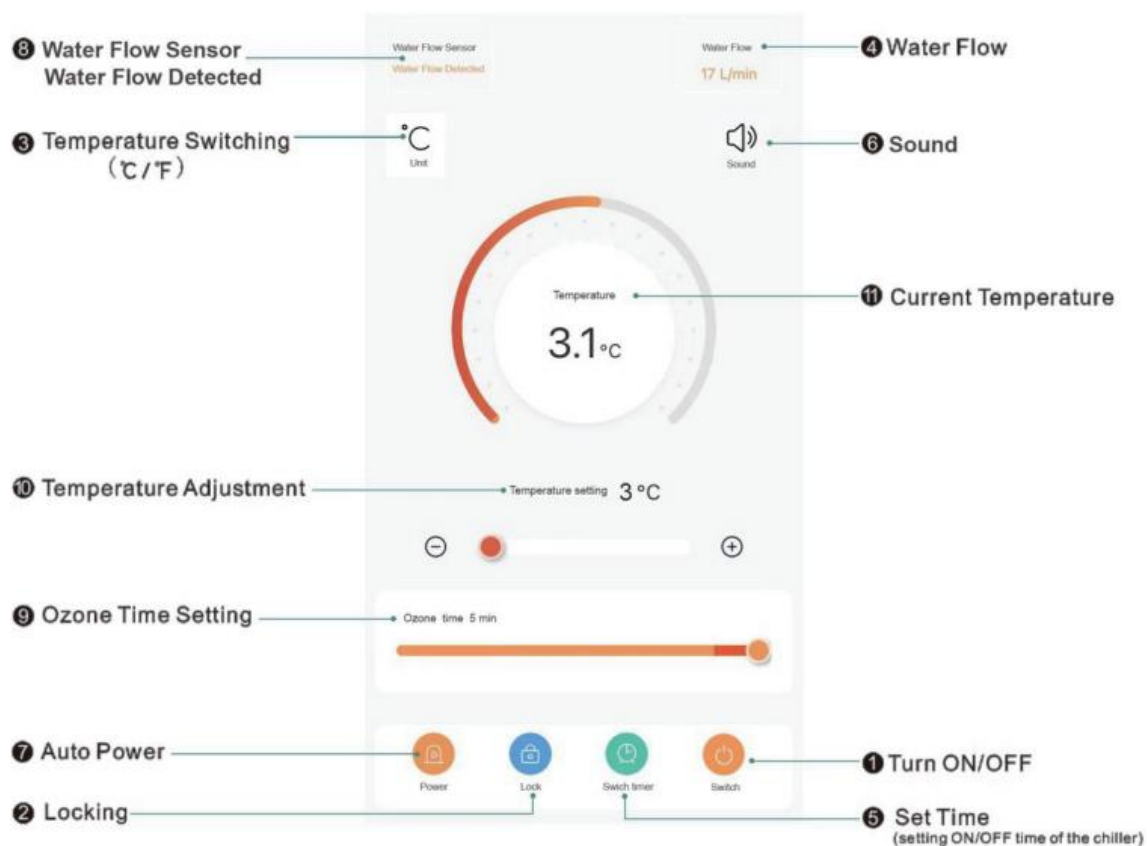 ❽ Water Flow Sensor
Water Flow Detected
Water Flow Sensor
Water Flow Detected
Water Flow
17 L/min
❹ Water Flow
❸ Temperature Switching
(℃/℉)
°C
Unit
Sound
❻ Sound
Temperature
3.1°C
⓫ Current Temperature
❿ Temperature Adjustment
Temperature setting 3 °C
❾ Ozone Time Setting
Ozone time 5 min
❼ Auto Power
Power
Lock
Swich timer
Switch
❶ Turn ON/OFF
❷ Locking
❺ Set Time
(setting ON/OFF time of the chiller)